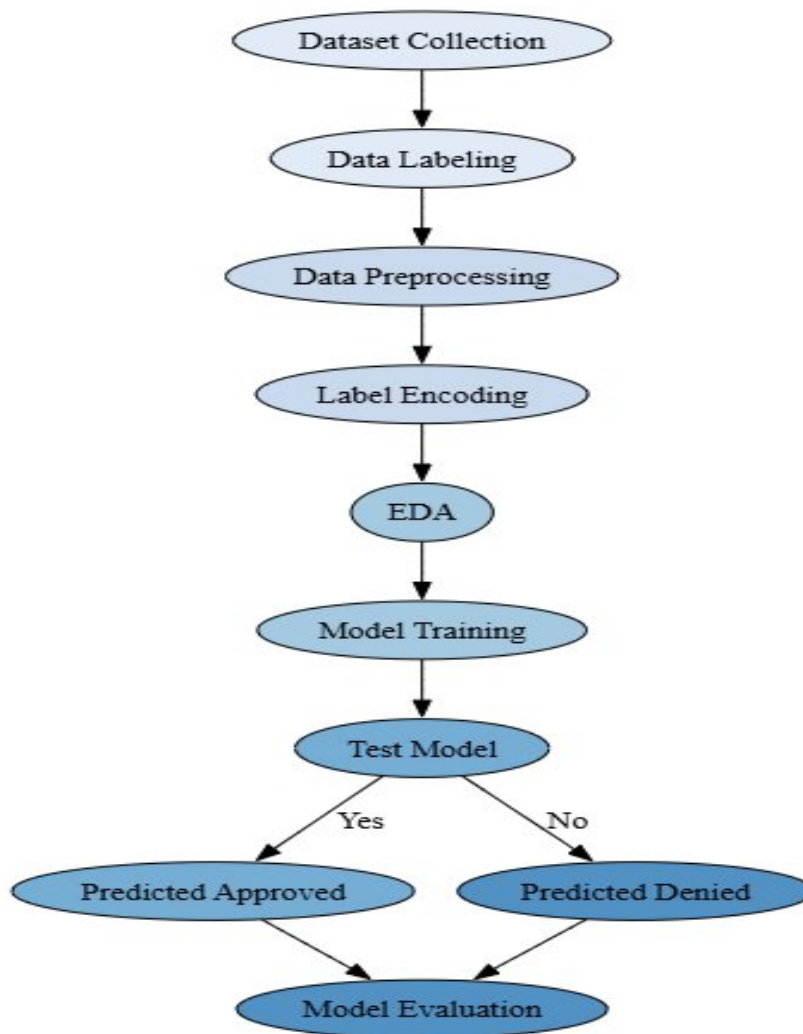 Dataset Collection
Data Labeling
Data Preprocessing
Label Encoding
EDA
Model Training
Test Model
Yes
No
Predicted Approved
Predicted Denied
Model Evaluation